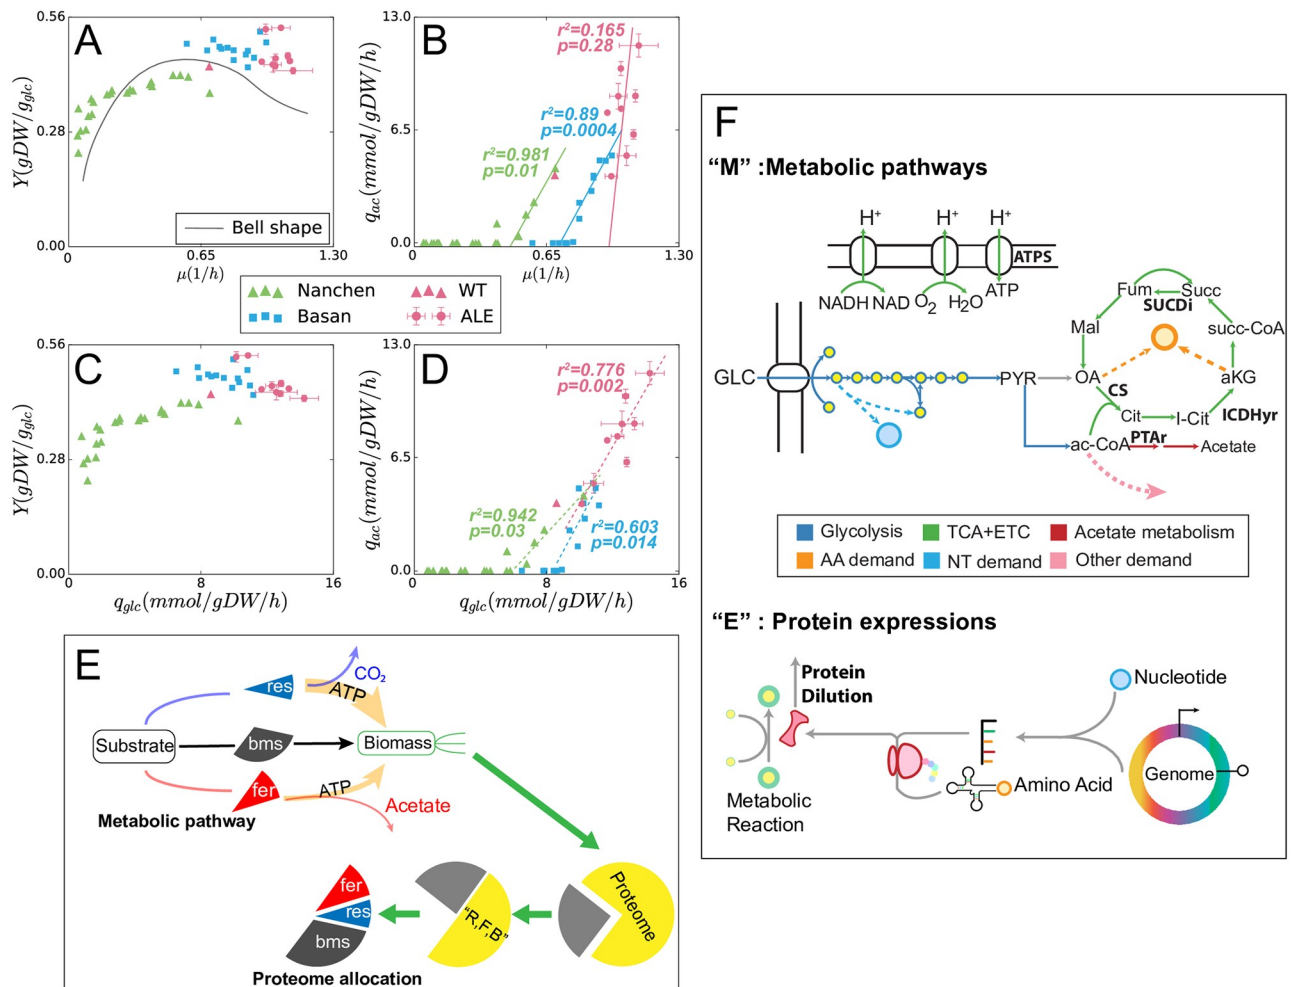 A
0.56
0.28
0.00
Y(gDW/g_glc)
0
0.65
1.30
μ(1/h)
Bell shape
B
13.0
6.5
0.0
q_ac(mmol/gDW/h)
r²=0.165
p=0.28
r²=0.89
p=0.0004
r²=0.981
p=0.01
0
0.65
1.30
μ(1/h)
Nanchen
WT
Basan
ALE
C
0.56
0.28
0.00
Y(gDW/g_glc)
0
8
16
q_glc(mmol/gDW/h)
D
13.0
6.5
0.0
q_ac(mmol/gDW/h)
r²=0.776
p=0.002
r²=0.942
p=0.03
r²=0.603
p=0.014
0
8
16
q_glc(mmol/gDW/h)
E
CO₂
res
ATP
Substrate
bms
Biomass
fer
ATP
Acetate
Metabolic pathway
fer
res
bms
"R,F,B"
Proteome
Proteome allocation
F
“M” :Metabolic pathways
H⁺
H⁺
H⁺
ATPS
NADH
NAD
O₂
H₂O
ATP
Fum
Succ
SUCDi
Mal
succ-CoA
GLC
PYR
OA
aKG
CS
Cit
I-Cit
ICDHyr
ac-CoA
PTAr
Acetate
Glycolysis
TCA+ETC
Acetate metabolism
AA demand
NT demand
Other demand
“E” : Protein expressions
Protein
Dilution
Nucleotide
Genome
Amino Acid
Metabolic
Reaction